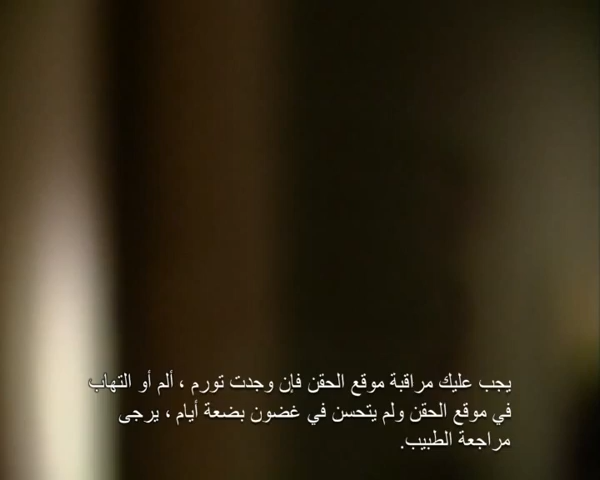 يجب عليك مراقبة موقع الحقن فإن وجدت تورم ، ألم أو التهاب
في موقع الحقن ولم يتحسن في غضون بضعة أيام ، يرجى
مراجعة الطبيب.